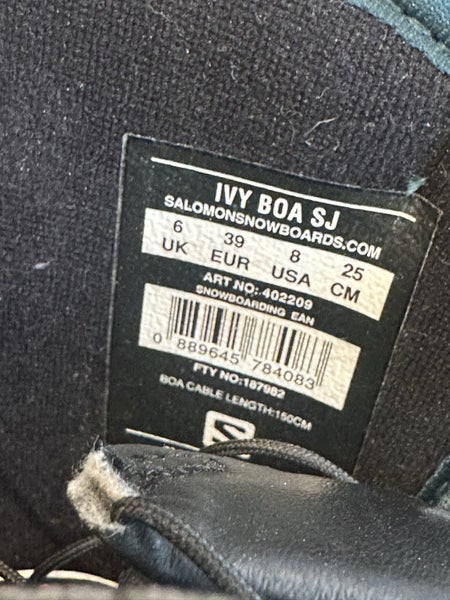 IVY BOA SJ
SALOMONSNOWBOARDS.COM
6 39 8 25
UK EUR USA CM
ART NO.:402209
SNOWBOARDING EAN
0 889645 784083
FTY NO:187982
BOA CABLE LENGTH:150CM
S